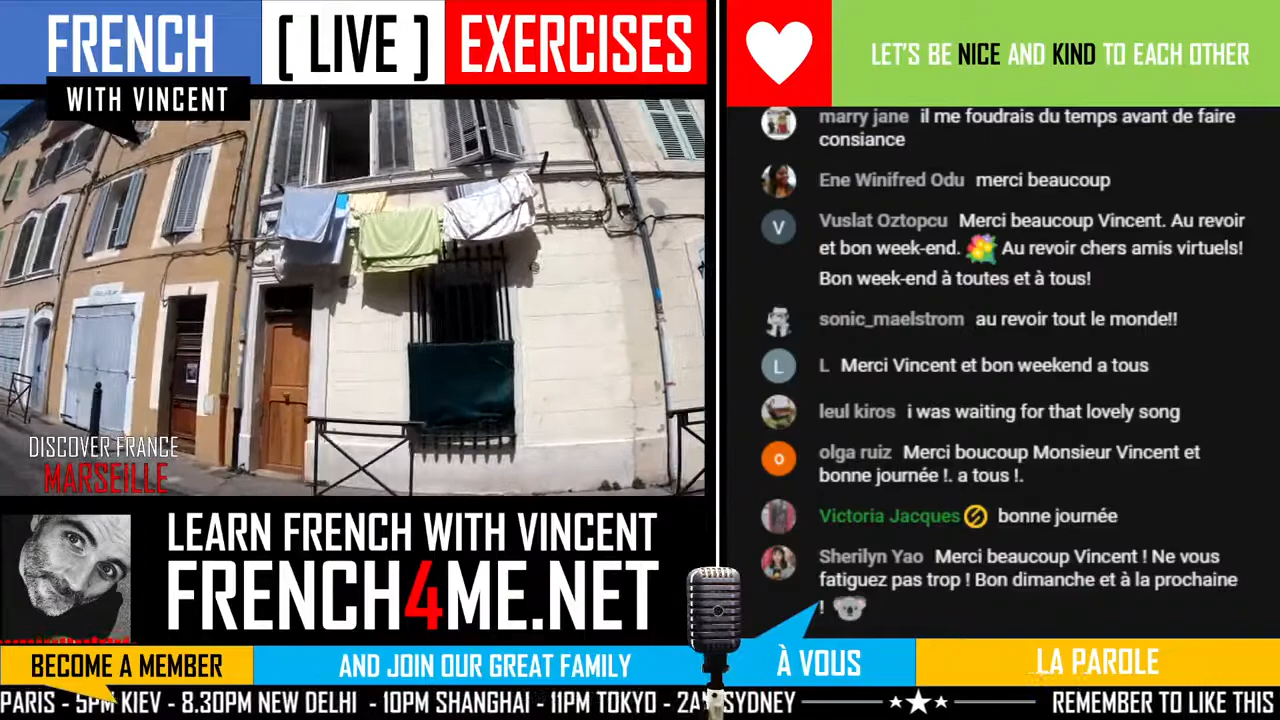 FRENCH
[ LIVE ]
EXERCISES
WITH VINCENT
LET'S BE NICE AND KIND TO EACH OTHER
marry jane il me foudrais du temps avant de faire
consiance
Ene Winifred Odu merci beaucoup
V
Vuslat Oztopcu Merci beaucoup Vincent. Au revoir
et bon week-end. Au revoir chers amis virtuels!
Bon week-end à toutes et à tous!
sonic_maelstrom au revoir tout le monde!!
L
L Merci Vincent et bon weekend a tous
leul kiros i was waiting for that lovely song
o
olga ruiz Merci boucoup Monsieur Vincent et
bonne journée !. a tous !.
Victoria Jacques bonne journée
Sherilyn Yao Merci beaucoup Vincent ! Ne vous
fatiguez pas trop ! Bon dimanche et à la prochaine
!
DISCOVER FRANCE
MARSEILLE
LEARN FRENCH WITH VINCENT
FRENCH4ME.NET
BECOME A MEMBER
AND JOIN OUR GREAT FAMILY
À VOUS
LA PAROLE
PARIS - 5PM KIEV - 8.30PM NEW DELHI - 10PM SHANGHAI - 11PM TOKYO - 2AM SYDNEY
REMEMBER TO LIKE THIS